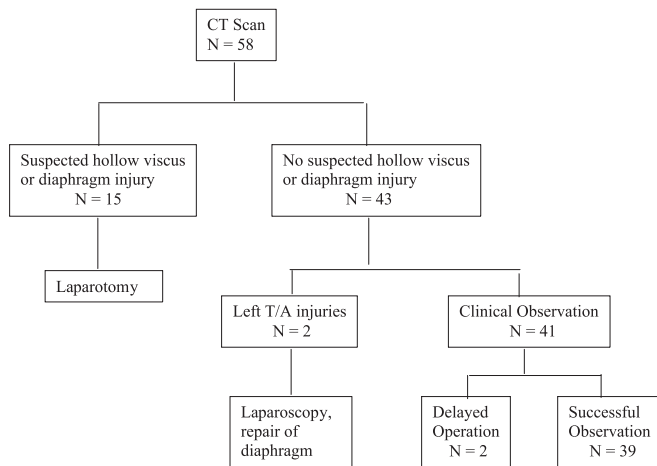 CT Scan
N = 58
Suspected hollow viscus
or diaphragm injury
N = 15
No suspected hollow viscus
or diaphragm injury
N = 43
Laparotomy
Left T/A injuries
N = 2
Clinical Observation
N = 41
Laparoscopy,
repair of
diaphragm
Delayed
Operation
N = 2
Successful
Observation
N = 39